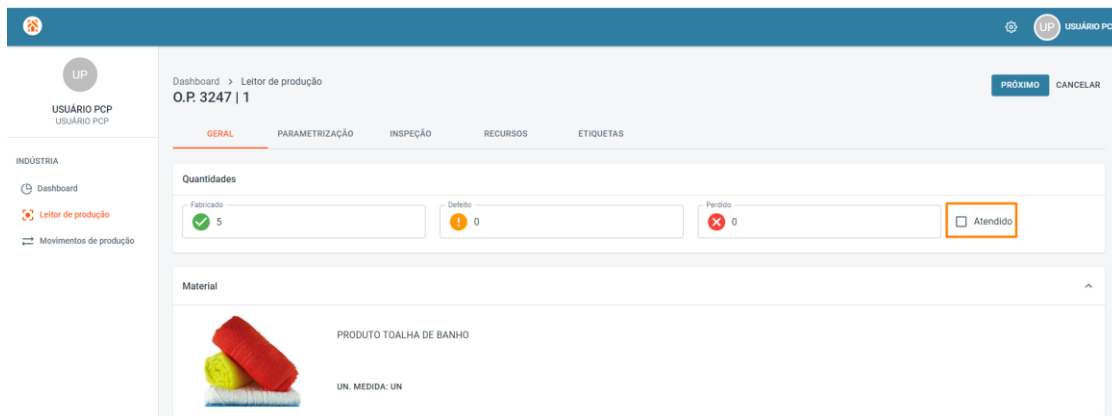 UP
USUÁRIO PC
UP
USUÁRIO PCP
USUÁRIO PCP
INDÚSTRIA
Dashboard
Leitor de produção
Movimentos de produção
Dashboard > Leitor de produção
O.P. 3247 | 1
PRÓXIMO CANCELAR
GERAL PARAMETRIZAÇÃO INSPEÇÃO RECURSOS ETIQUETAS
Quantidades
Fabricado Defeito Perdido
5 0 0 Atendido
Material
PRODUTO TOALHA DE BANHO
UN. MEDIDA: UN